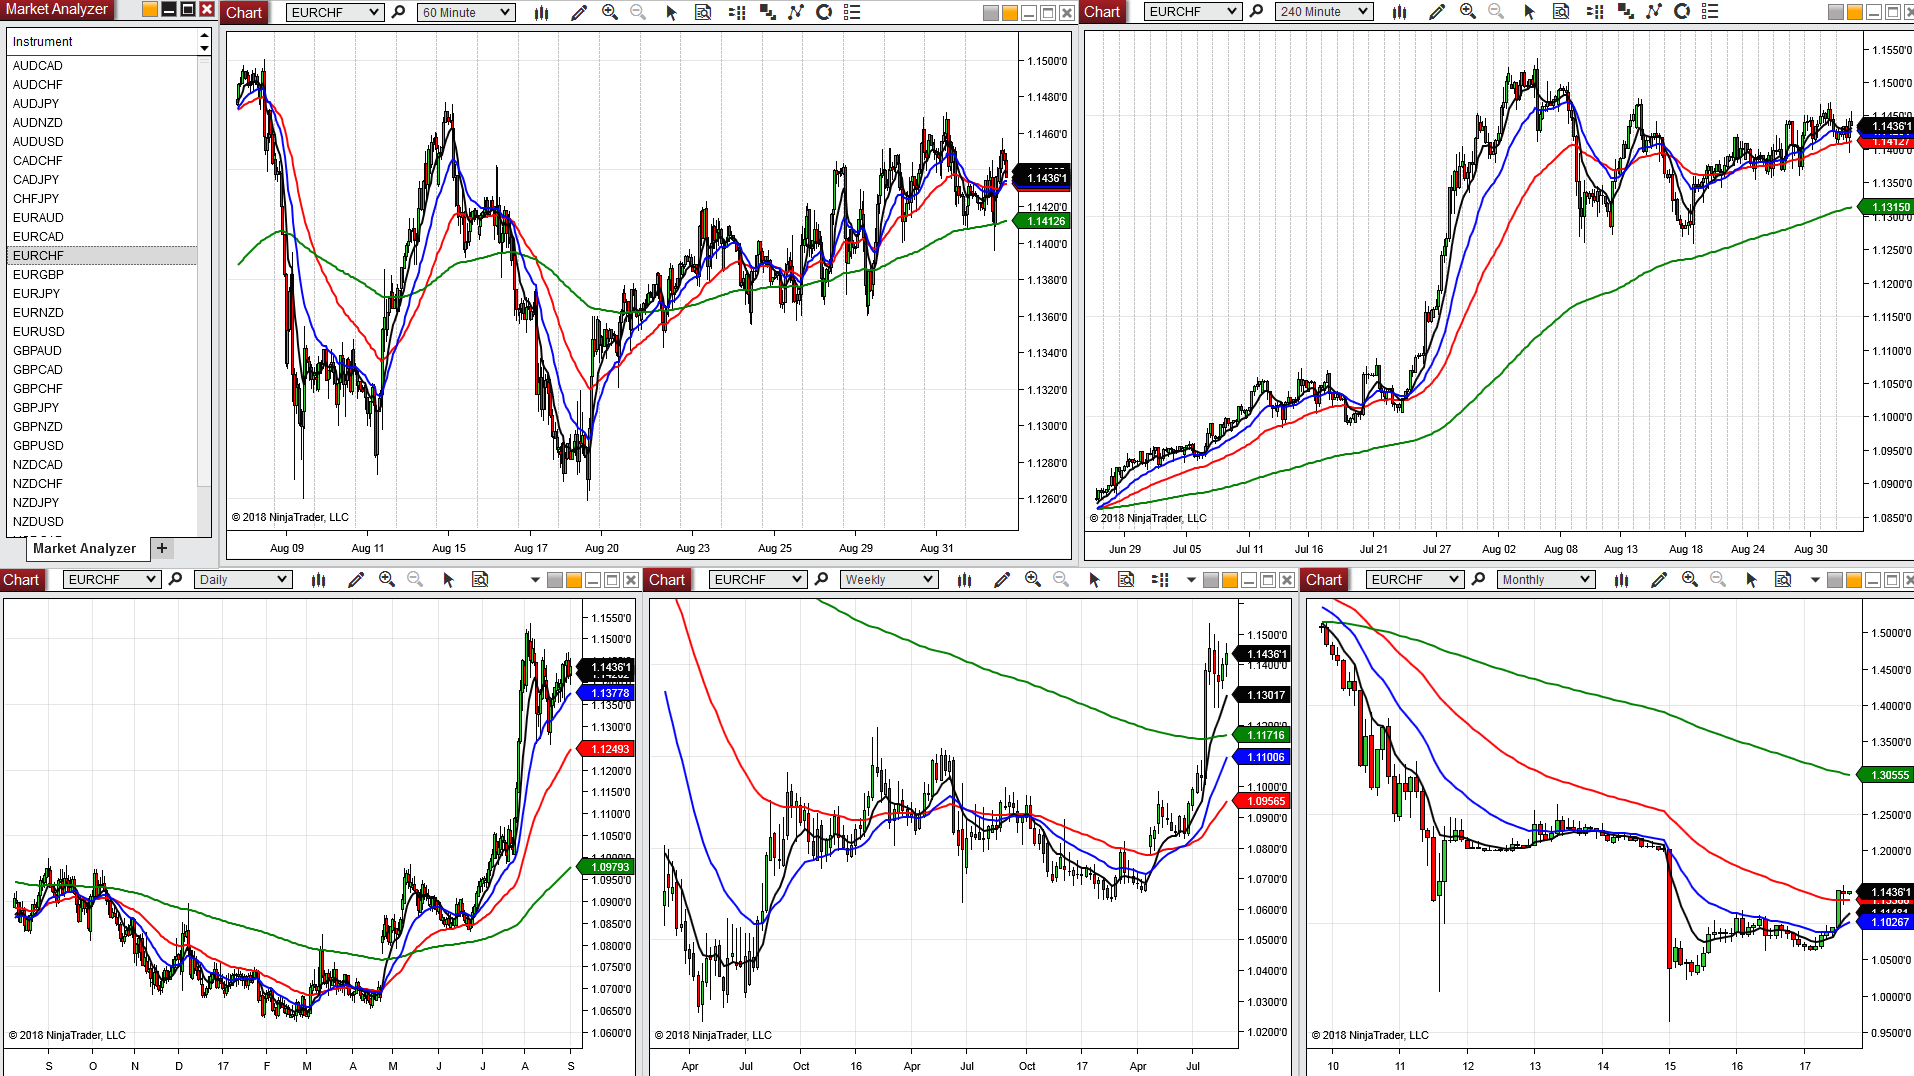 Market Analyzer
Instrument
AUDCAD
AUDCHF
AUDJPY
AUDNZD
AUDUSD
CADCHF
CADJPY
CHFJPY
EURAUD
EURCAD
EURCHF
EURGBP
EURJPY
EURNZD
EURUSD
GBPAUD
GBPCAD
GBPCHF
GBPJPY
GBPNZD
GBPUSD
NZDCAD
NZDCHF
NZDJPY
NZDUSD
Market Analyzer +
Chart EURCHF 60 Minute
1.1500'0
1.1480'0
1.1460'0
1.1436'1
1.1420'0
1.14126
1.1400'0
1.1380'0
1.1360'0
1.1340'0
1.1320'0
1.1300'0
1.1280'0
1.1260'0
© 2018 NinjaTrader, LLC
Aug 09 Aug 11 Aug 15 Aug 17 Aug 20 Aug 23 Aug 25 Aug 29 Aug 31
Chart EURCHF 240 Minute
1.1550'0
1.1500'0
1.1436'1
1.14127
1.1350'0
1.13150
1.1300'0
1.1250'0
1.1200'0
1.1150'0
1.1100'0
1.1050'0
1.1000'0
1.0950'0
1.0900'0
1.0850'0
© 2018 NinjaTrader, LLC
Jun 29 Jul 05 Jul 11 Jul 16 Jul 21 Jul 27 Aug 02 Aug 08 Aug 13 Aug 18 Aug 24 Aug 30
Chart EURCHF Daily
1.1550'0
1.1500'0
1.1436'1
1.13778
1.1350'0
1.1300'0
1.12493
1.1200'0
1.1150'0
1.1100'0
1.1050'0
1.1000'0
1.09793
1.0950'0
1.0900'0
1.0850'0
1.0800'0
1.0750'0
1.0700'0
1.0650'0
1.0600'0
© 2018 NinjaTrader, LLC
S O N D 17 F M A M J J A S
Chart EURCHF Weekly
1.1500'0
1.1436'1
1.1400'0
1.13017
1.1200'0
1.11716
1.11006
1.1000'0
1.09565
1.0900'0
1.0800'0
1.0700'0
1.0600'0
1.0500'0
1.0400'0
1.0300'0
1.0200'0
© 2018 NinjaTrader, LLC
Apr Jul Oct 16 Apr Jul Oct 17 Apr Jul
Chart EURCHF Monthly
1.5000'0
1.4500'0
1.4000'0
1.3500'0
1.30555
1.2500'0
1.2000'0
1.1436'1
1.10267
1.0500'0
1.0000'0
0.9500'0
© 2018 NinjaTrader, LLC
10 11 12 13 14 15 16 17